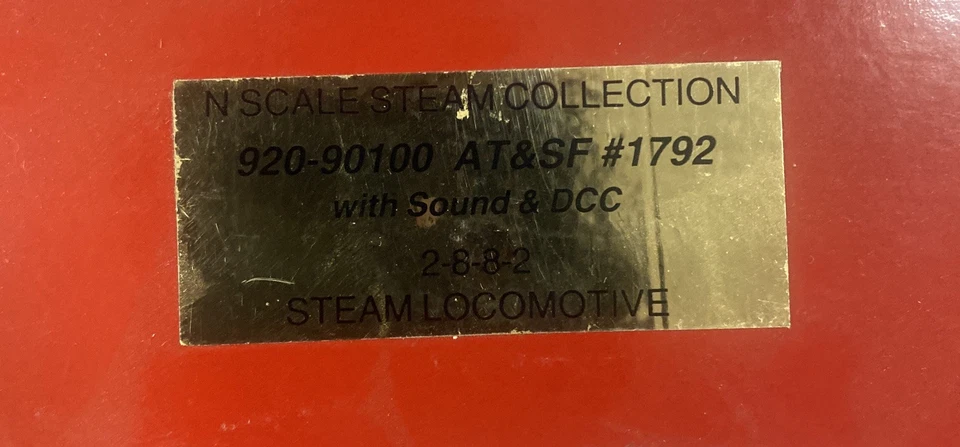 N SCALE STEAM COLLECTION
920-90100 AT&SF #1792
with Sound & DCC
2-8-8-2
STEAM LOCOMOTIVE